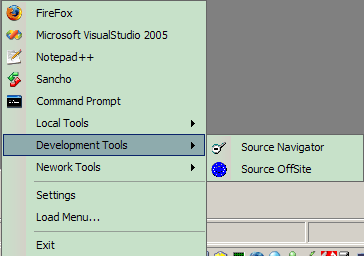 FireFox
Microsoft VisualStudio 2005
Notepad++
Sancho
Command Prompt
Local Tools
Development Tools
Nework Tools
Settings
Load Menu...
Exit
Source Navigator
Source OffSite